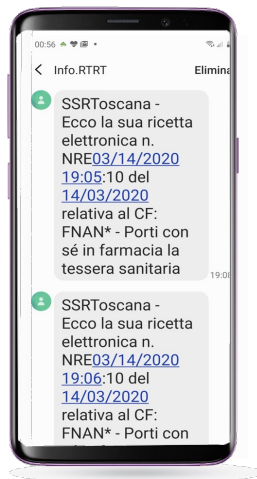 00:56
Info.RTRT Elimina
SSRToscana -
Ecco la sua ricetta
elettronica n.
NRE03/14/2020
19:05:10 del
14/03/2020
relativa al CF:
FNAN* - Porti con
sé in farmacia la
tessera sanitaria
19:08
SSRToscana -
Ecco la sua ricetta
elettronica n.
NRE03/14/2020
19:06:10 del
14/03/2020
relativa al CF:
FNAN* - Porti con